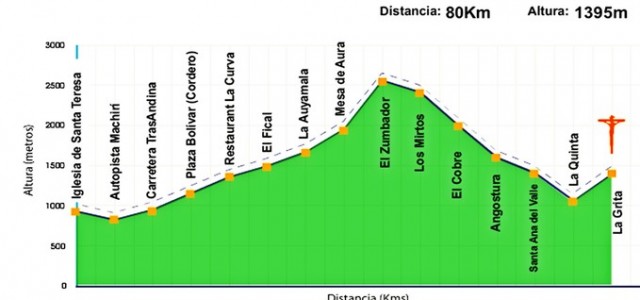 Distancia: 80Km
Altura: 1395m
Altura (metros)
3000
2500
2000
1500
1000
500
0
Iglesia de Santa Teresa
Autopista Machiri
Carretera TrasAndina
Plaza Bolivar (Cordero)
Restaurant La Curva
El Fical
La Auyamala
Mesa de Aura
El Zumbador
Los Mirtos
El Cobre
Angostura
Santa Ana del Valle
La Quinta
La Grita
Distancia (Kms)